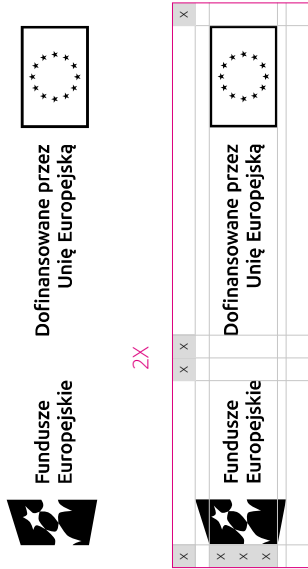 Fundusze
Europejskie
Dofinansowane przez
Unię Europejską
2X
Fundusze
Europejskie
Dofinansowane przez
Unię Europejską
X
X
X
X
X
X
X